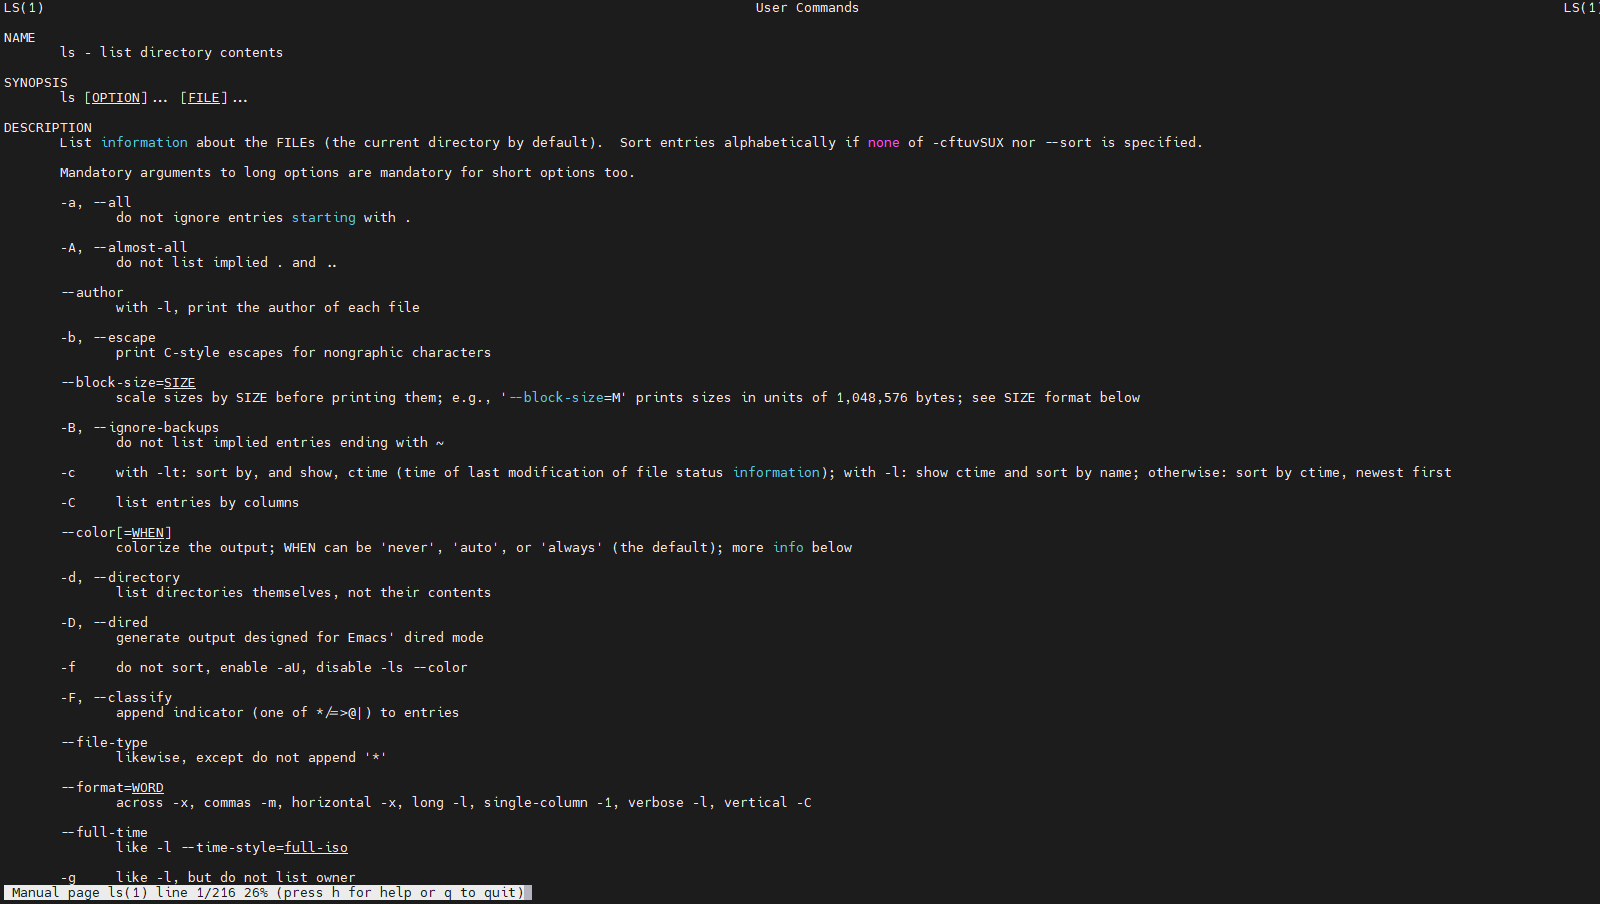 LS(1) User Commands LS(1)
NAME
ls - list directory contents
SYNOPSIS
ls [OPTION]... [FILE]...
DESCRIPTION
List information about the FILEs (the current directory by default).  Sort entries alphabetically if none of -cftuvSUX nor --sort is specified.
Mandatory arguments to long options are mandatory for short options too.
-a, --all
do not ignore entries starting with .
-A, --almost-all
do not list implied . and ..
--author
with -l, print the author of each file
-b, --escape
print C-style escapes for nongraphic characters
--block-size=SIZE
scale sizes by SIZE before printing them; e.g., '--block-size=M' prints sizes in units of 1,048,576 bytes; see SIZE format below
-B, --ignore-backups
do not list implied entries ending with ~
-c     with -lt: sort by, and show, ctime (time of last modification of file status information); with -l: show ctime and sort by name; otherwise: sort by ctime, newest first
-C     list entries by columns
--color[=WHEN]
colorize the output; WHEN can be 'never', 'auto', or 'always' (the default); more info below
-d, --directory
list directories themselves, not their contents
-D, --dired
generate output designed for Emacs' dired mode
-f     do not sort, enable -aU, disable -ls --color
-F, --classify
append indicator (one of */=>@|) to entries
--file-type
likewise, except do not append '*'
--format=WORD
across -x, commas -m, horizontal -x, long -l, single-column -1, verbose -l, vertical -C
--full-time
like -l --time-style=full-iso
-g     like -l, but do not list owner
Manual page ls(1) line 1/216 26% (press h for help or q to quit)